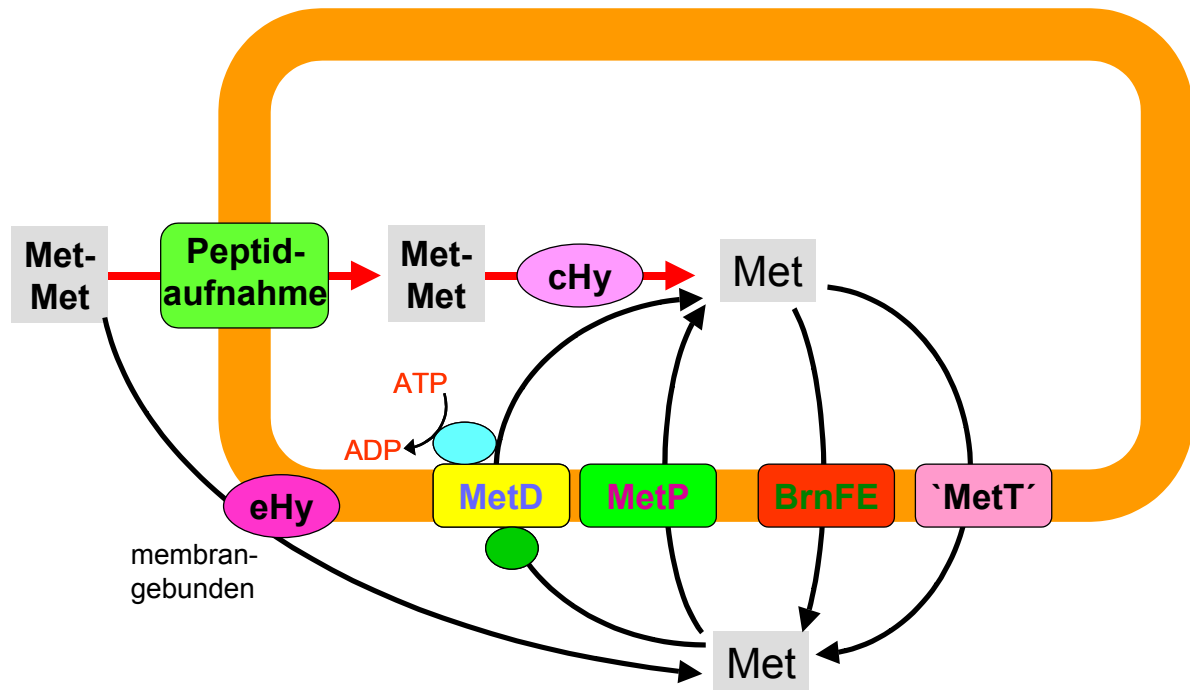 Met-
Met
Peptid-
aufnahme
Met-
Met
cHy
Met
ATP
ADP
MetD
MetP
BrnFE
`MetT´
eHy
membran-
gebunden
Met